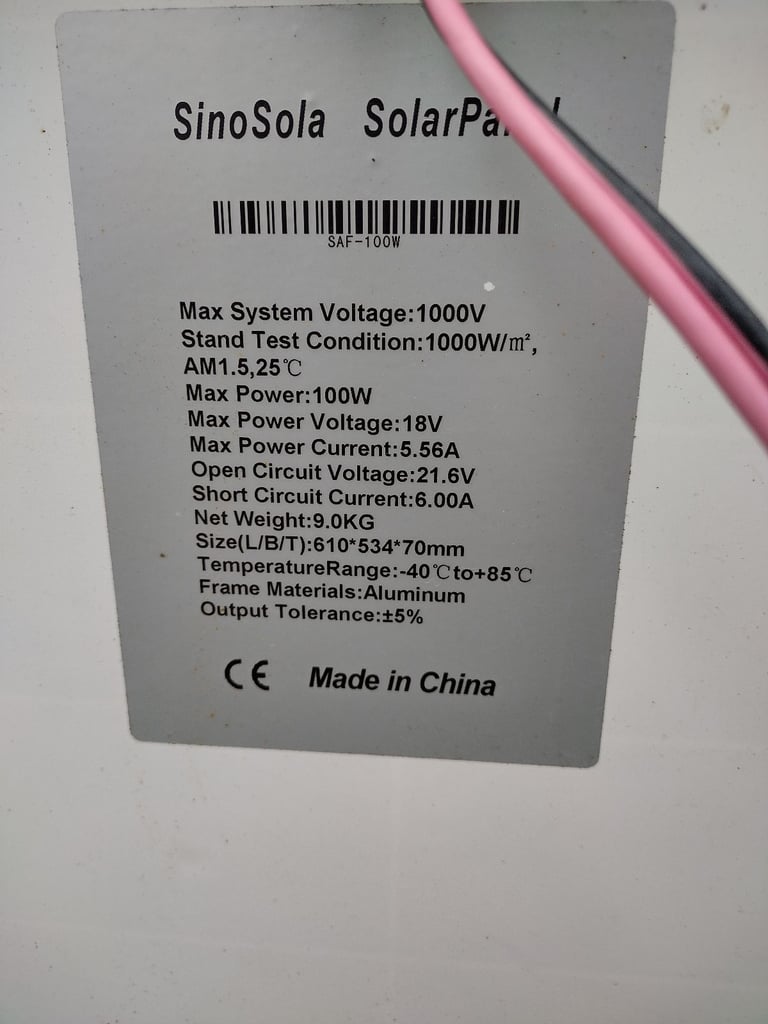 SinoSola
SAF-100W
Max System Voltage:1000V
Stand Test Condition:1000W/㎡,
AM1.5,25℃
Max Power:100W
Max Power Voltage:18V
Max Power Current:5.56A
Open Circuit Voltage:21.6V
Short Circuit Current:6.00A
Net Weight:9.0KG
Size(L/B/T):610*534*70mm
TemperatureRange:-40℃to+85℃
Frame Materials:Aluminum
Output Tolerance:±5%
CE Made in China